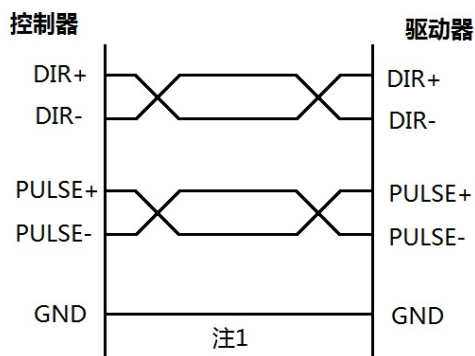 控制器 驱动器
DIR+ DIR+
DIR- DIR-
PULSE+ PULSE+
PULSE- PULSE-
GND GND
注1